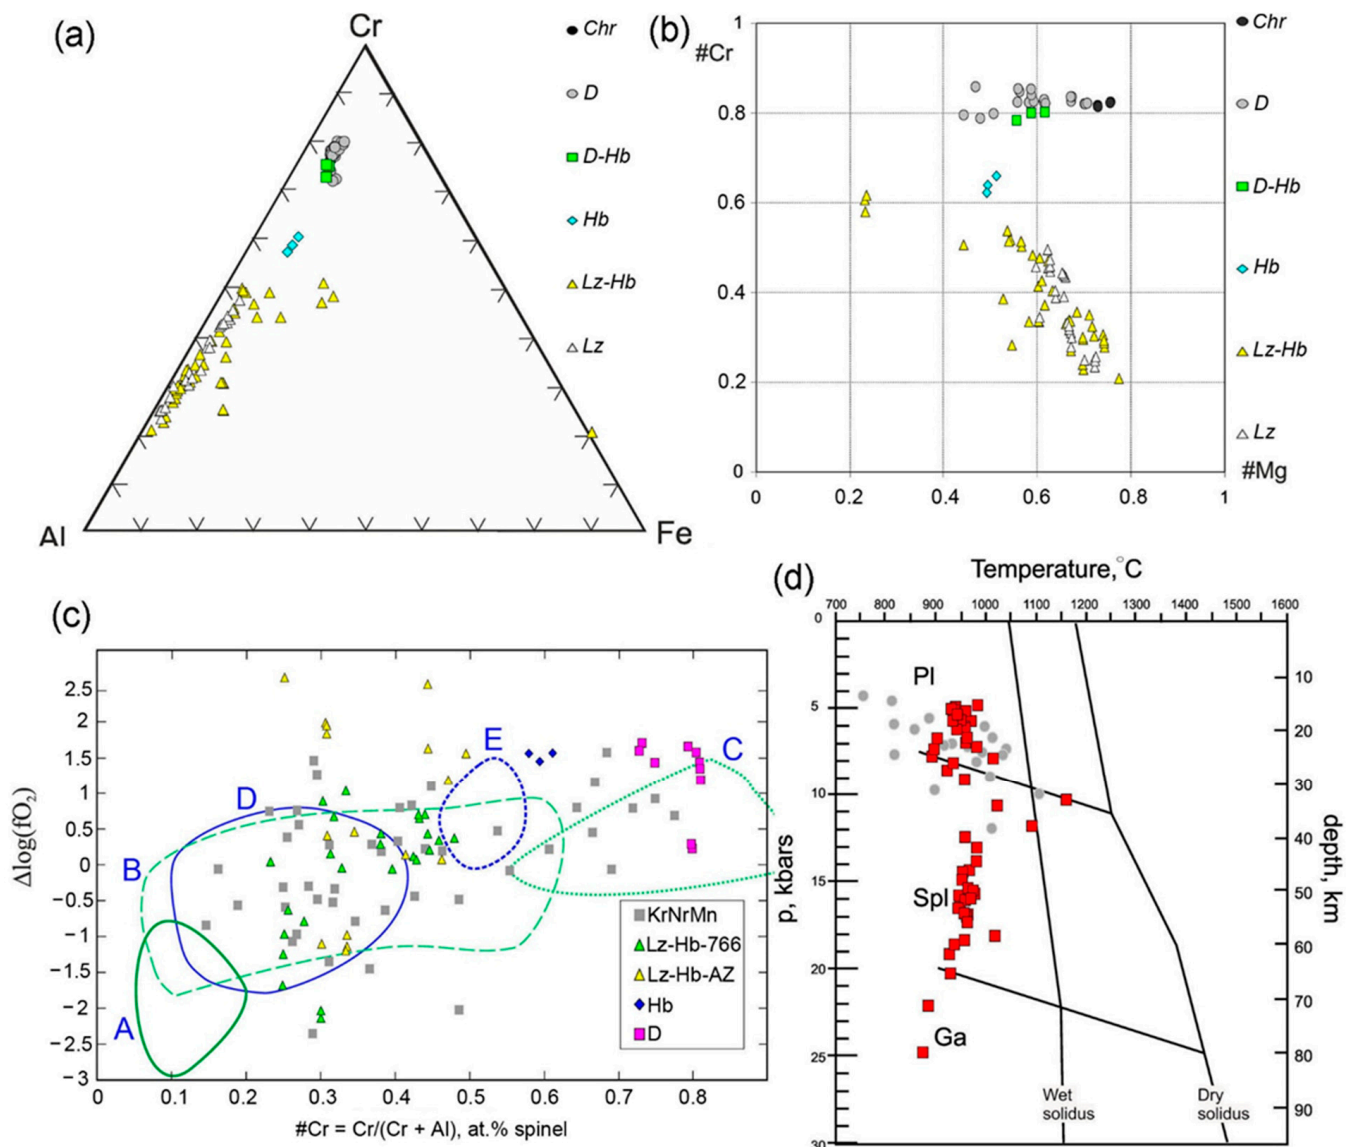 (a)
Cr
Al
Fe
Chr
D
D-Hb
Hb
Lz-Hb
Lz
(b)
#Cr
1
0.8
0.6
0.4
0.2
0
0 0.2 0.4 0.6 0.8 1
#Mg
Chr
D
D-Hb
Hb
Lz-Hb
Lz
(c)
Δlog(fO₂)
2.5
2
1.5
1
0.5
0
−0.5
−1
−1.5
−2
−2.5
−3
A
B
C
D
E
KrNrMn
Lz-Hb-766
Lz-Hb-AZ
Hb
D
0 0.1 0.2 0.3 0.4 0.5 0.6 0.7 0.8
#Cr = Cr/(Cr + Al), at.% spinel
(d)
Temperature, °C
700 800 900 1000 1100 1200 1300 1400 1500 1600
0
5
10
15
20
25
30
p, kbars
10
20
30
40
50
60
70
80
90
depth, km
Pl
Spl
Ga
Wet
solidus
Dry
solidus